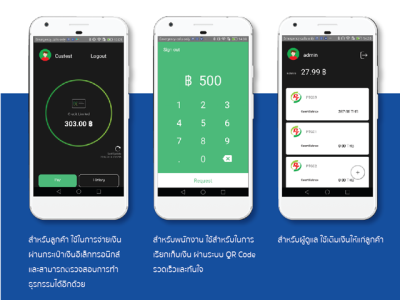 Custest Logout
303.00 ฿
Pay History
฿ 500
1 2 3
4 5 6
7 8 9
. 0
Request
admin
27.99 ฿
สำหรับลูกค้า ใช้ในการจ่ายเงิน
ผ่านกระเป๋าเงินอิเล็กทรอนิกส์
และสามารถตรวจสอบการทำ
ธุรกรรมได้อีกด้วย
สำหรับพนักงาน ใช้สำหรับในการ
เรียกเก็บเงิน ผ่านระบบ QR Code
รวดเร็วและทันใจ
สำหรับผู้ดูแล ใช้เติมเงินให้แก่ลูกค้า